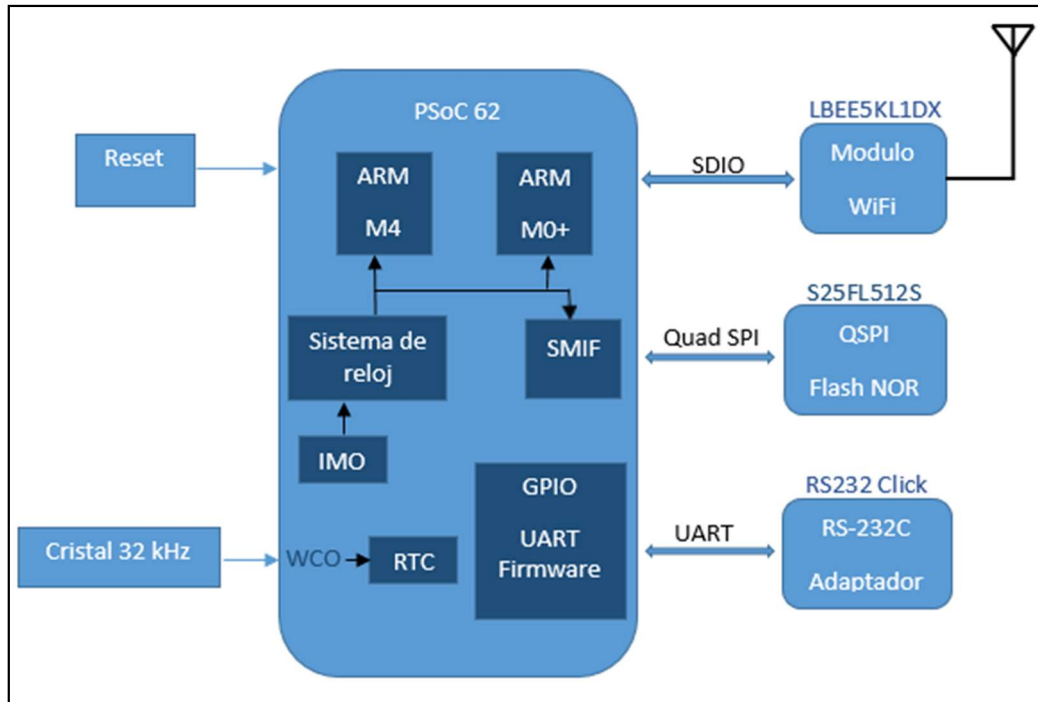 PSoC 62
Reset
ARM
M4
ARM
M0+
Sistema de
reloj
SMIF
IMO
GPIO
UART
Firmware
Cristal 32 kHz
WCO
RTC
SDIO
LBEE5KL1DX
Modulo
WiFi
Quad SPI
S25FL512S
QSPI
Flash NOR
UART
RS232 Click
RS-232C
Adaptador